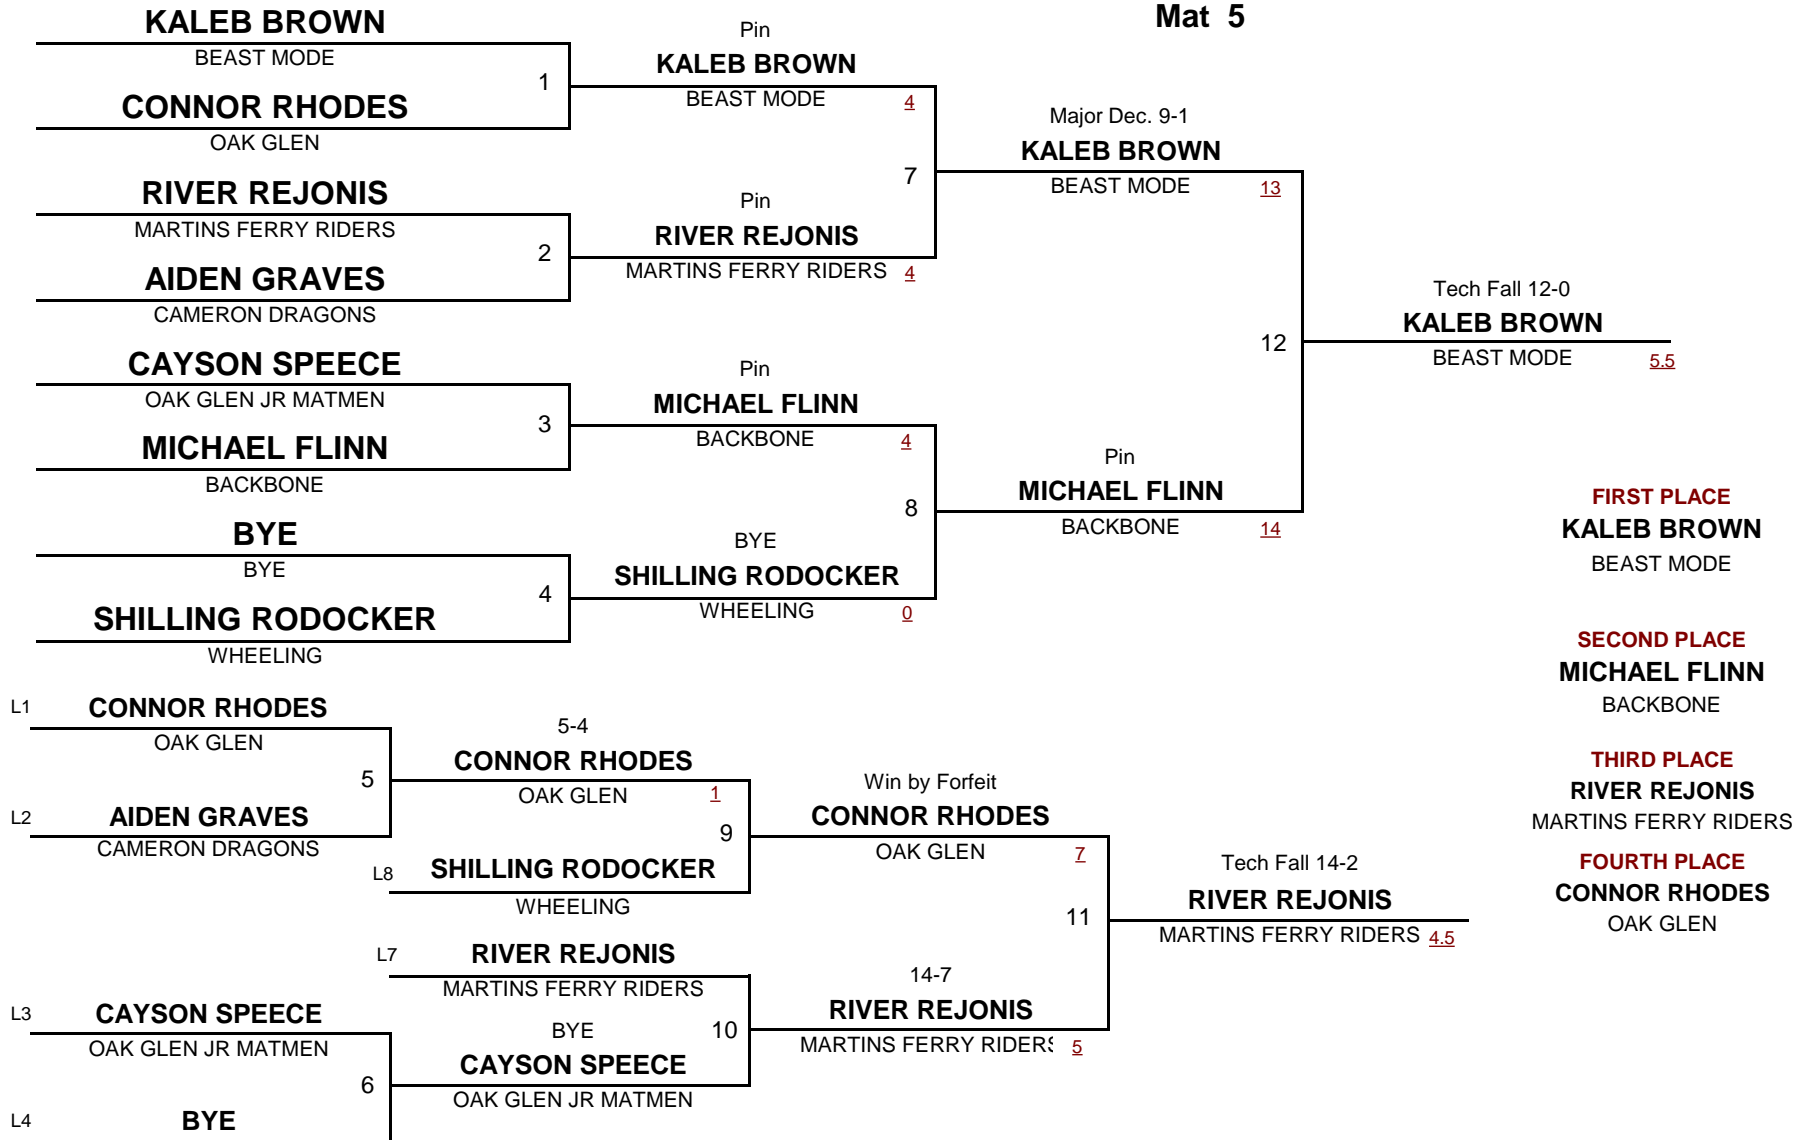 Mat 5
KALEB BROWN
BEAST MODE
1
CONNOR RHODES
OAK GLEN
RIVER REJONIS
MARTINS FERRY RIDERS
2
AIDEN GRAVES
CAMERON DRAGONS
CAYSON SPEECE
OAK GLEN JR MATMEN
3
MICHAEL FLINN
BACKBONE
BYE
BYE
4
SHILLING RODOCKER
WHEELING
Pin
KALEB BROWN
BEAST MODE 4
7
Pin
RIVER REJONIS
MARTINS FERRY RIDERS 4
Pin
MICHAEL FLINN
BACKBONE 4
8
BYE
SHILLING RODOCKER
WHEELING 0
Major Dec. 9-1
KALEB BROWN
BEAST MODE 13
12
Pin
MICHAEL FLINN
BACKBONE 14
Tech Fall 12-0
KALEB BROWN
BEAST MODE 5.5
FIRST PLACE
KALEB BROWN
BEAST MODE
SECOND PLACE
MICHAEL FLINN
BACKBONE
THIRD PLACE
RIVER REJONIS
MARTINS FERRY RIDERS
FOURTH PLACE
CONNOR RHODES
OAK GLEN
L1 CONNOR RHODES
OAK GLEN
5
L2 AIDEN GRAVES
CAMERON DRAGONS
L3 CAYSON SPEECE
OAK GLEN JR MATMEN
6
L4 BYE
5-4
CONNOR RHODES
OAK GLEN 1
9
L8 SHILLING RODOCKER
WHEELING
L7 RIVER REJONIS
MARTINS FERRY RIDERS
10
BYE
CAYSON SPEECE
OAK GLEN JR MATMEN
Win by Forfeit
CONNOR RHODES
OAK GLEN 7
11
14-7
RIVER REJONIS
MARTINS FERRY RIDERS 5
Tech Fall 14-2
RIVER REJONIS
MARTINS FERRY RIDERS 4.5